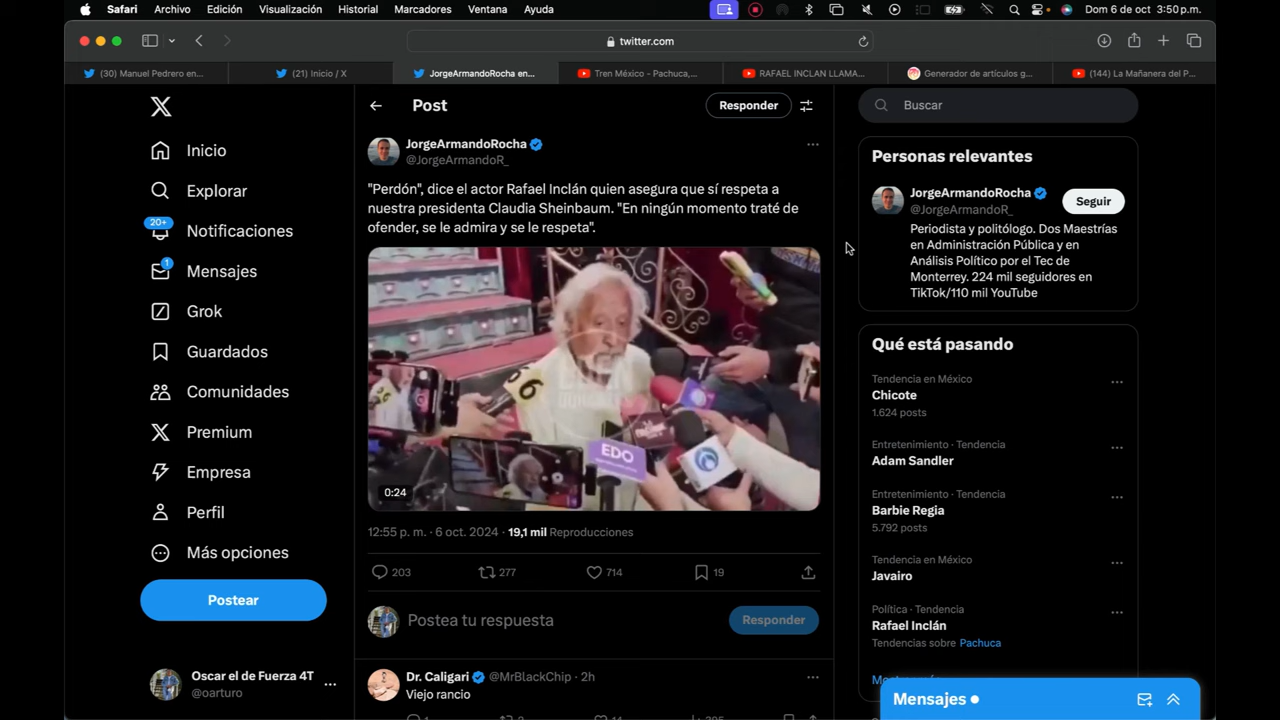 Safari Archivo Edición Visualización Historial Marcadores Ventana Ayuda Dom 6 de oct 3:50 p.m.
twitter.com
(30) Manuel Pedrero en...
(21) Inicio / X
JorgeArmandoRocha en...
Tren México - Pachuca,...
RAFAEL INCLAN LLAMA...
Generador de artículos g...
(144) La Mañanera del P...
Inicio
Explorar
20+
Notificaciones
1
Mensajes
Grok
Guardados
Comunidades
Premium
Empresa
Perfil
Más opciones
Postear
Oscar el de Fuerza 4T
@oarturo
Post
Responder
JorgeArmandoRocha
@JorgeArmandoR_
"Perdón", dice el actor Rafael Inclán quien asegura que sí respeta a
nuestra presidenta Claudia Sheinbaum. "En ningún momento traté de
ofender, se le admira y se le respeta".
6
EDO
0:24
12:55 p. m. · 6 oct. 2024 · 19,1 mil Reproducciones
203 277 714 19
Postea tu respuesta
Responder
Dr. Caligari @MrBlackChip · 2h
Viejo rancio
Buscar
Personas relevantes
JorgeArmandoRocha
@JorgeArmandoR_
Seguir
Periodista y politólogo. Dos Maestrías
en Administración Pública y en
Análisis Político por el Tec de
Monterrey. 224 mil seguidores en
TikTok/110 mil YouTube
Qué está pasando
Tendencia en México
Chicote
1.624 posts
Entretenimiento · Tendencia
Adam Sandler
Entretenimiento · Tendencia
Barbie Regia
5.792 posts
Tendencia en México
Javairo
Política · Tendencia
Rafael Inclán
Tendencias sobre Pachuca
Mensajes